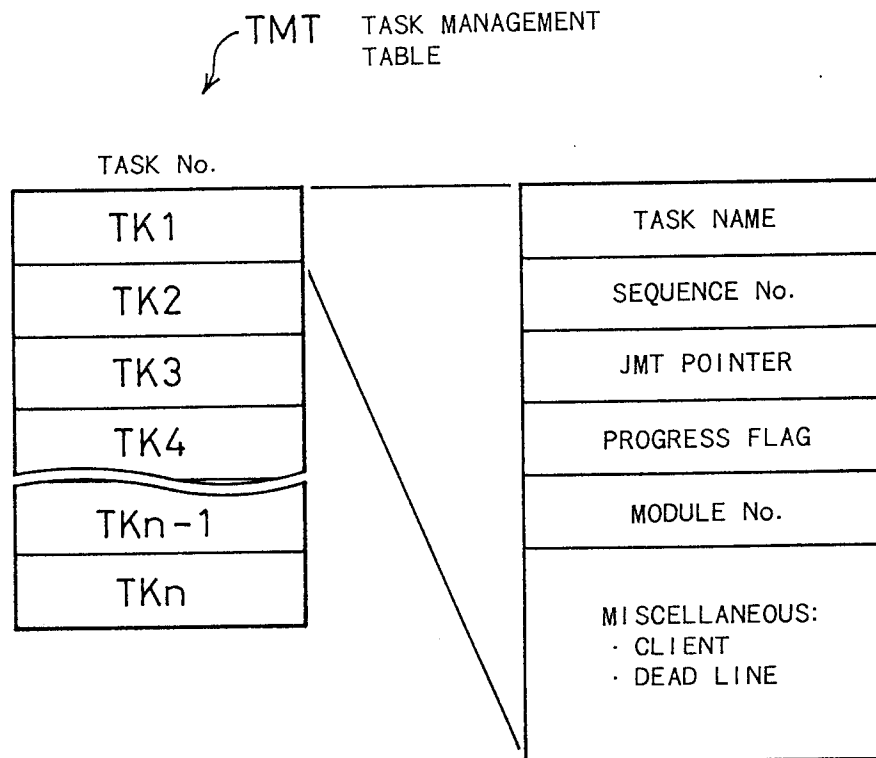 TMT TASK MANAGEMENT
TABLE
TASK No.
TK1
TK2
TK3
TK4
TKn-1
TKn
TASK NAME
SEQUENCE No.
JMT POINTER
PROGRESS FLAG
MODULE No.
MISCELLANEOUS:
· CLIENT
· DEAD LINE